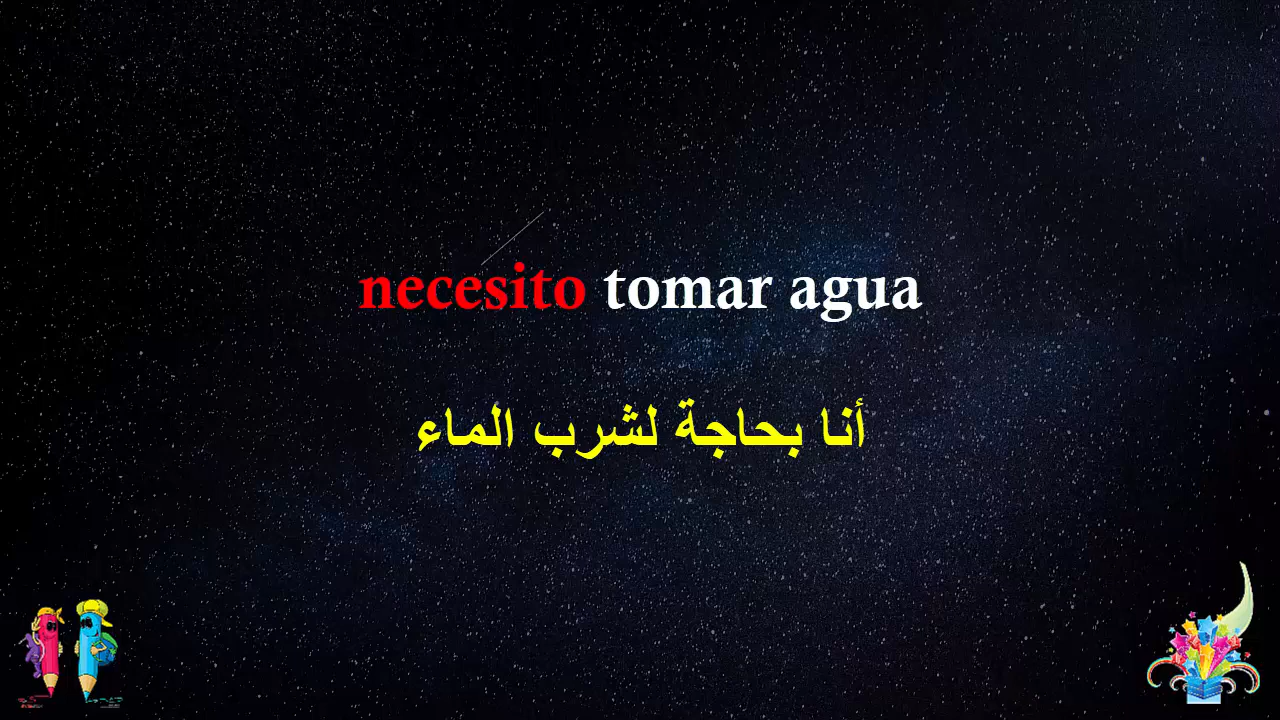 necesito tomar agua
أنا بحاجة لشرب الماء